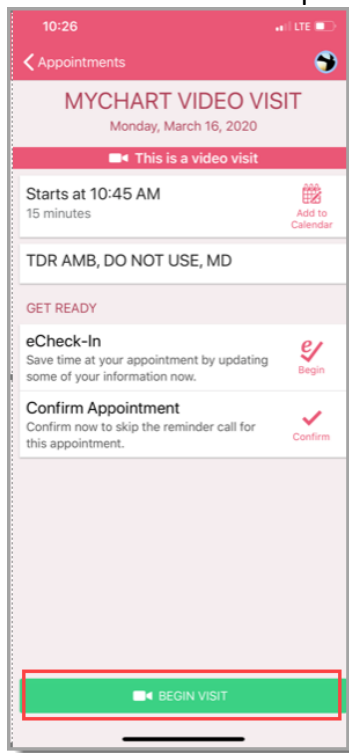 10:26
LTE
Appointments
MYCHART VIDEO VISIT
Monday, March 16, 2020
This is a video visit
Starts at 10:45 AM
15 minutes
Add to
Calendar
TDR AMB, DO NOT USE, MD
GET READY
eCheck-In
Save time at your appointment by updating
some of your information now.
Begin
Confirm Appointment
Confirm now to skip the reminder call for
this appointment.
Confirm
BEGIN VISIT